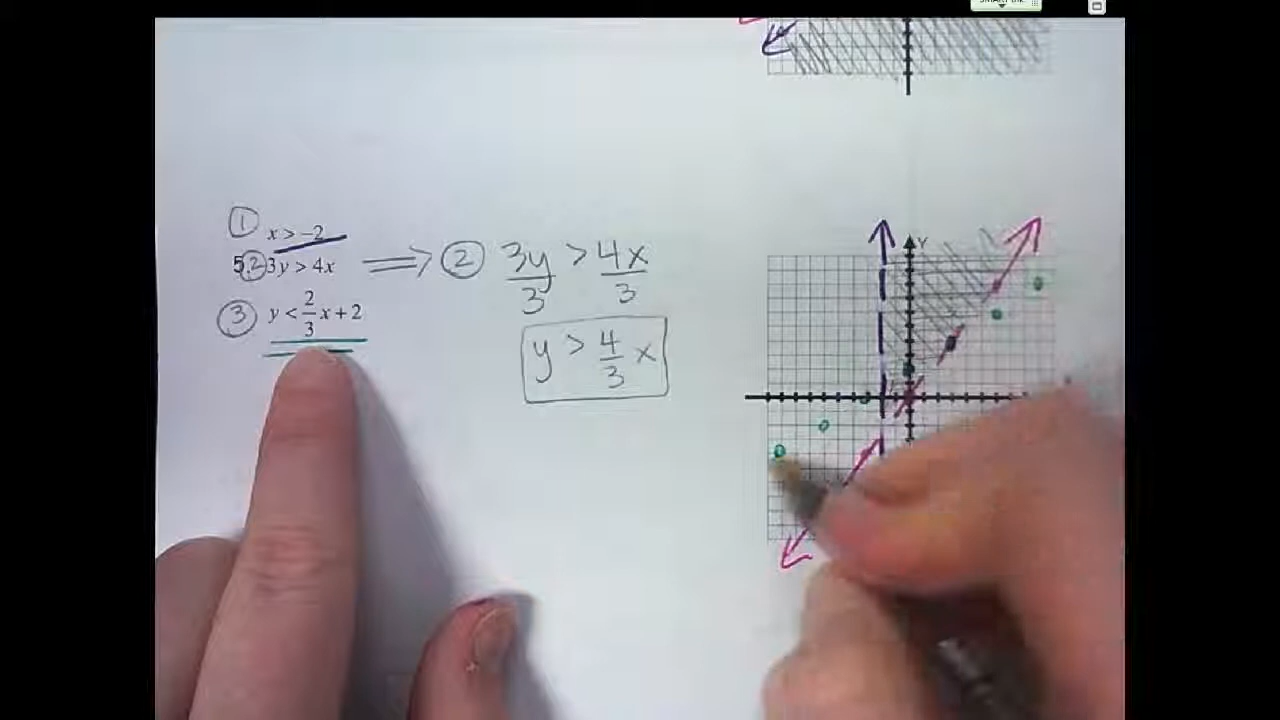 ① x > −2
5. ② 3y > 4x ⟹ ② 3y/3 > 4x/3
③ y < 2/3 x + 2
y > 4/3 x
Y